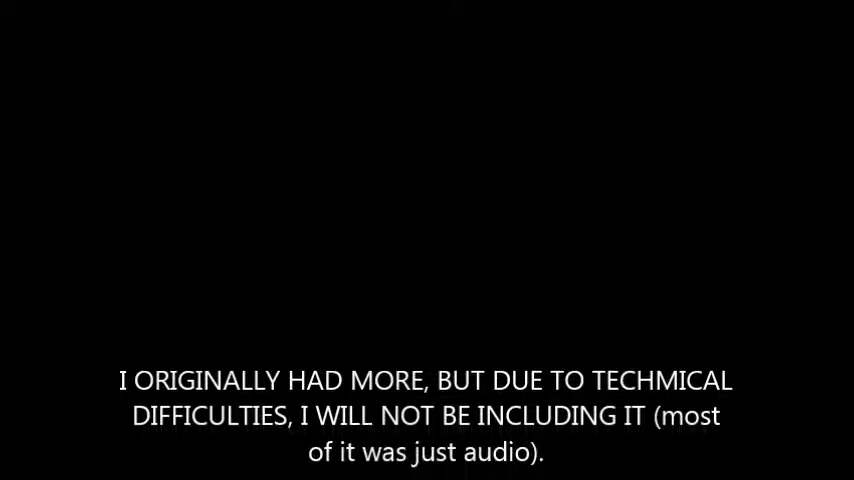 I ORIGINALLY HAD MORE, BUT DUE TO TECHMICAL
DIFFICULTIES, I WILL NOT BE INCLUDING IT (most
of it was just audio).